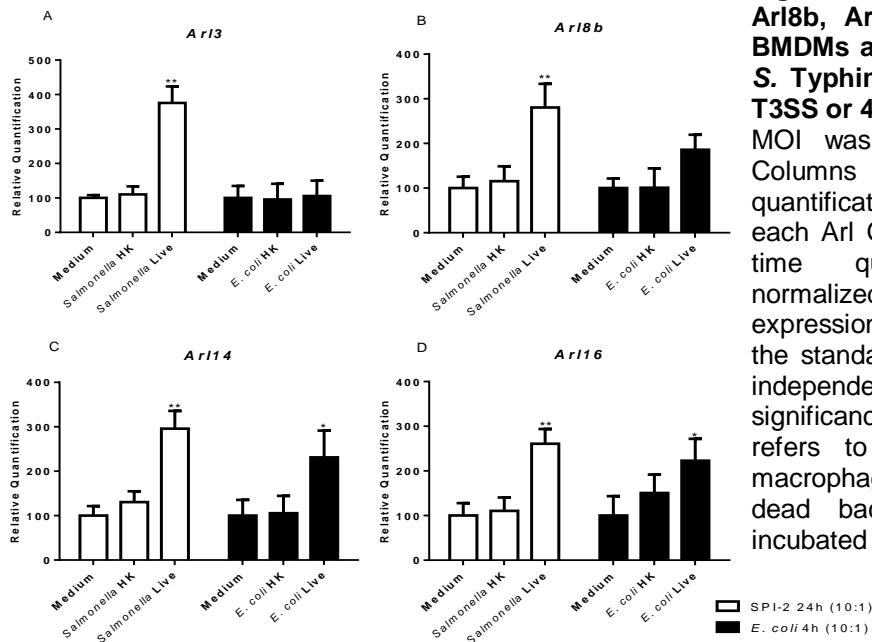 A
Arl3
Relative Quantification
500
400
300
200
100
0
**
Medium
Salmonella HK
Salmonella Live
Medium
E. coli HK
E. coli Live
B
Arl8b
Relative Quantification
400
300
200
100
0
**
Medium
Salmonella HK
Salmonella Live
Medium
E. coli HK
E. coli Live
C
Arl14
Relative Quantification
400
300
200
100
0
**
*
Medium
Salmonella HK
Salmonella Live
Medium
E. coli HK
E. coli Live
D
Arl16
Relative Quantification
400
300
200
100
0
**
*
Medium
Salmonella HK
Salmonella Live
Medium
E. coli HK
E. coli Live
SPI-2 24h (10:1)
E. coli 4h (10:1)
Arl8b, Ar
BMDMs a
S. Typhin
T3SS or 4
MOI was
Columns
quantificat
each Arl C
time qu
normalized
expression
the standa
independe
significanc
refers to
macrophag
dead bac
incubated